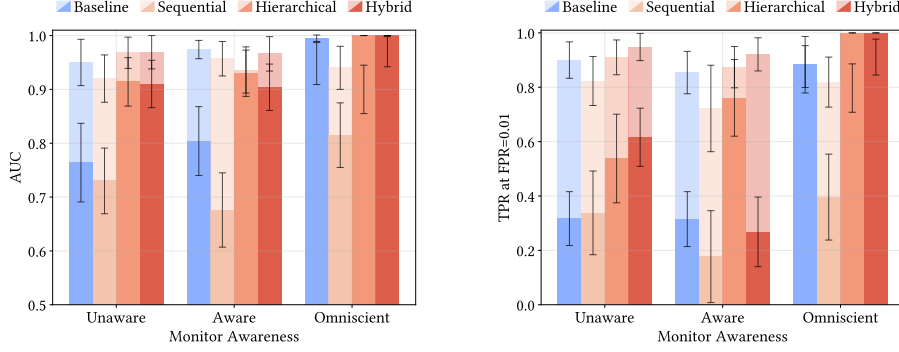 Baseline Sequential Hierarchical Hybrid
1.0
0.9
0.8
0.7
0.6
0.5
AUC
Unaware Aware Omniscient
Monitor Awareness
Baseline Sequential Hierarchical Hybrid
1.0
0.8
0.6
0.4
0.2
0.0
TPR at FPR=0.01
Unaware Aware Omniscient
Monitor Awareness